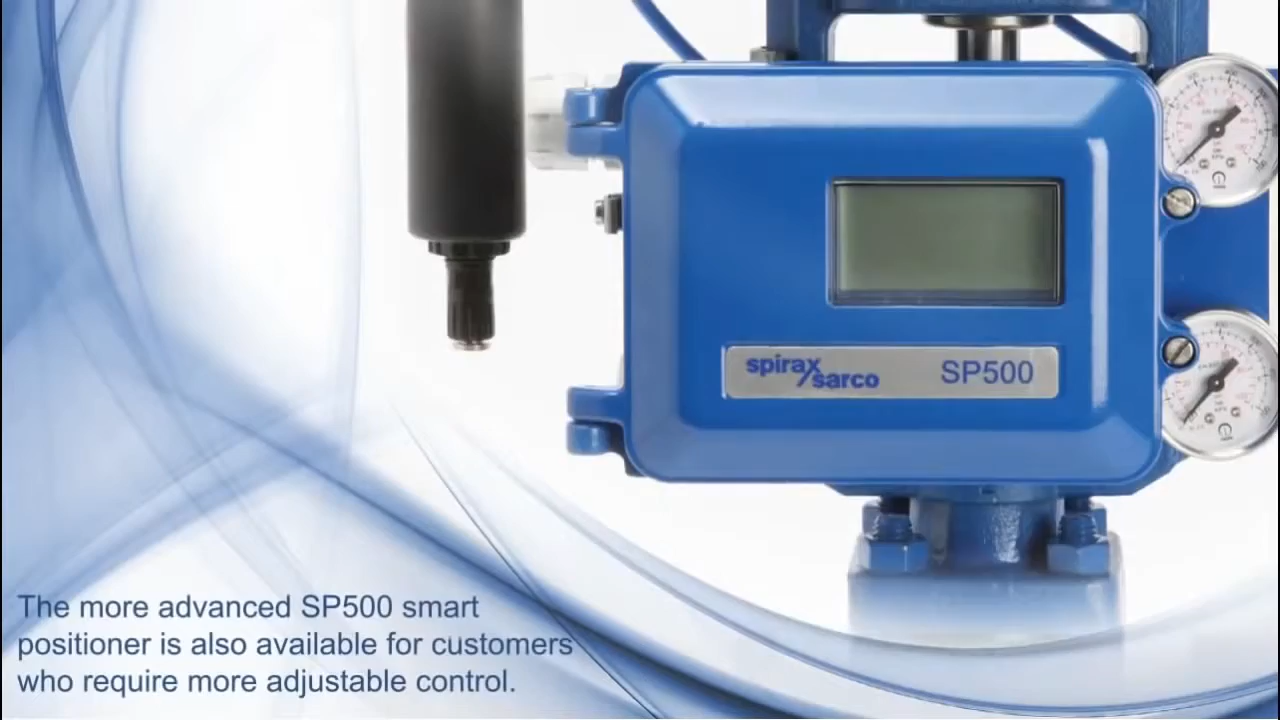 spirax
sarco
SP500
The more advanced SP500 smart
positioner is also available for customers
who require more adjustable control.